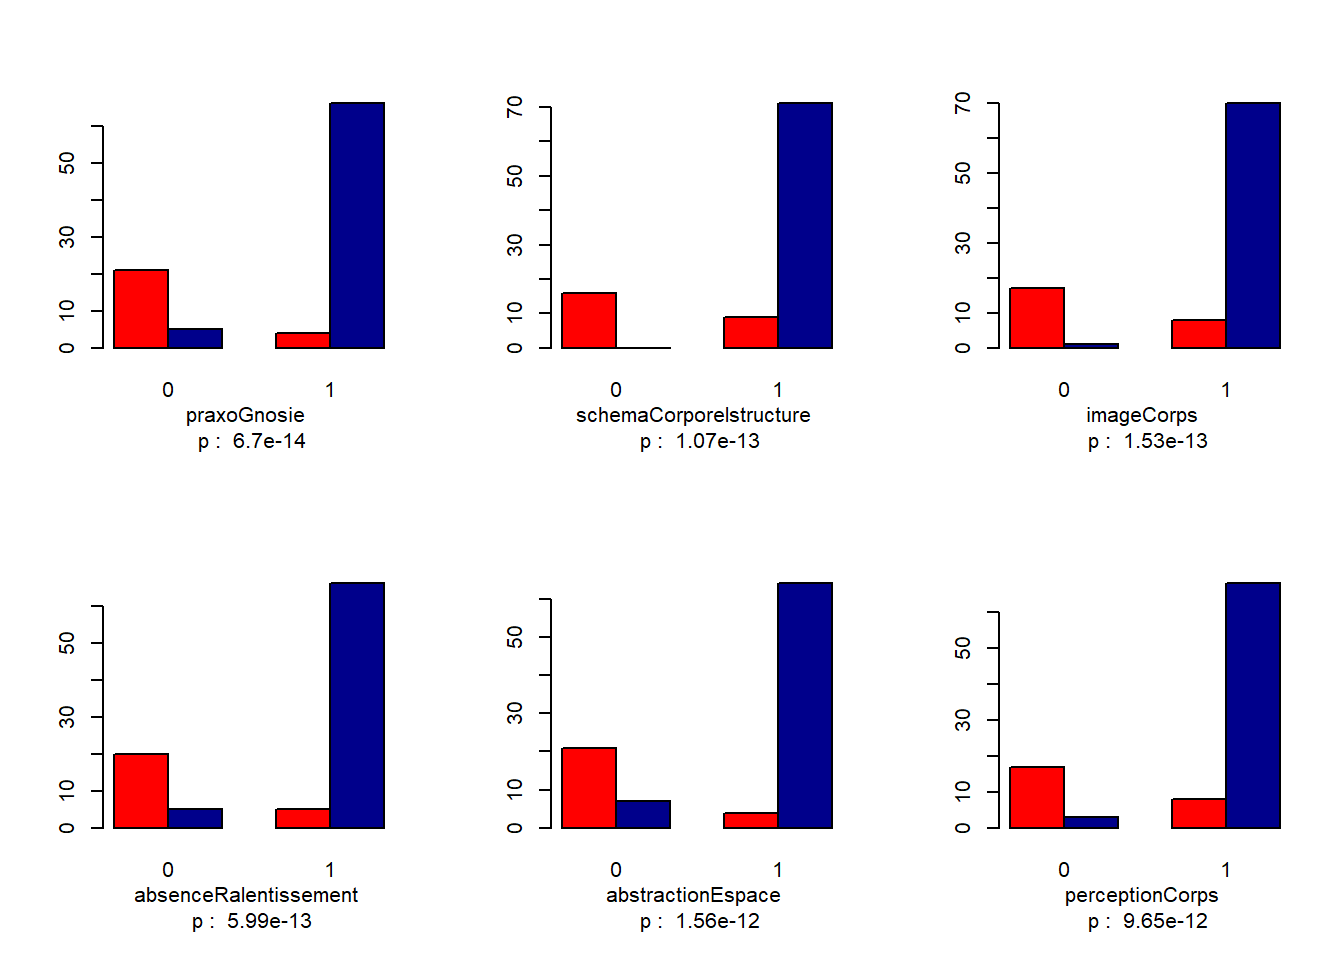 0 10 30 50
0 1
praxoGnosie
p : 6.7e-14
0 10 30 50 70
0 1
schemaCorporelstructure
p : 1.07e-13
0 10 30 50 70
0 1
imageCorps
p : 1.53e-13
0 10 30 50
0 1
absenceRalentissement
p : 5.99e-13
0 10 30 50
0 1
abstractionEspace
p : 1.56e-12
0 10 30 50
0 1
perceptionCorps
p : 9.65e-12